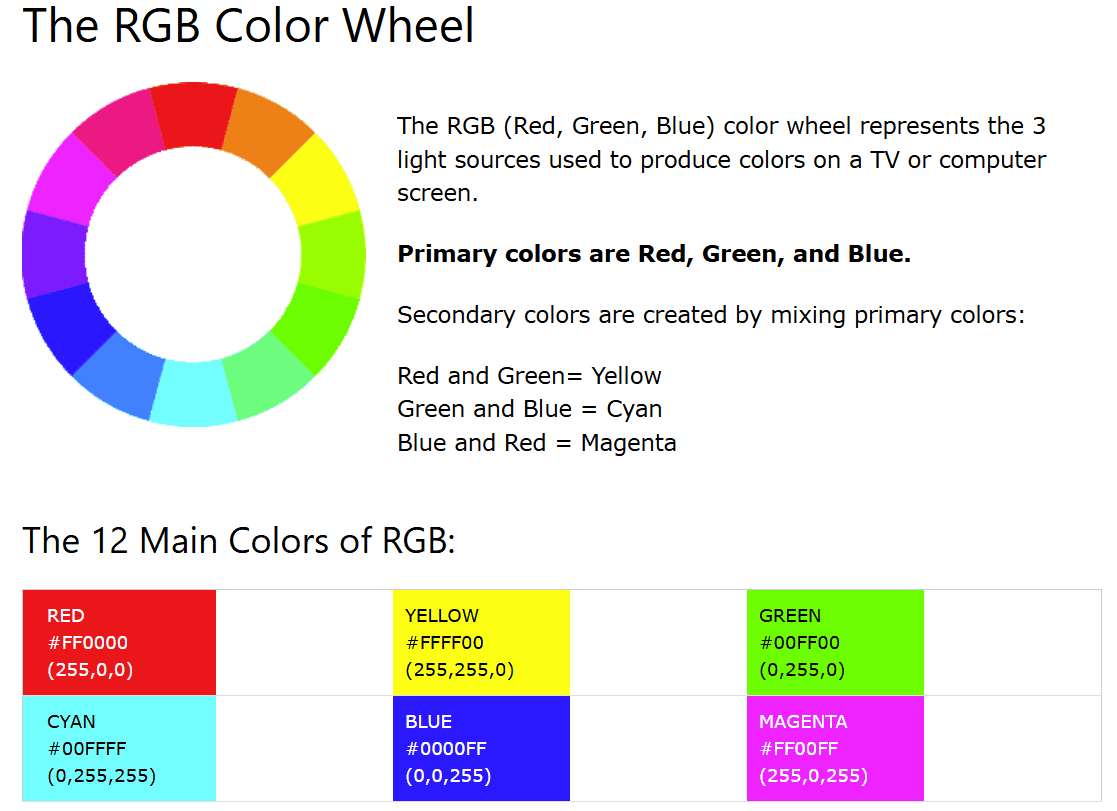 The RGB Color Wheel
The RGB (Red, Green, Blue) color wheel represents the 3
light sources used to produce colors on a TV or computer
screen.
Primary colors are Red, Green, and Blue.
Secondary colors are created by mixing primary colors:
Red and Green= Yellow
Green and Blue = Cyan
Blue and Red = Magenta
The 12 Main Colors of RGB:
RED
#FF0000
(255,0,0)
YELLOW
#FFFF00
(255,255,0)
GREEN
#00FF00
(0,255,0)
CYAN
#00FFFF
(0,255,255)
BLUE
#0000FF
(0,0,255)
MAGENTA
#FF00FF
(255,0,255)